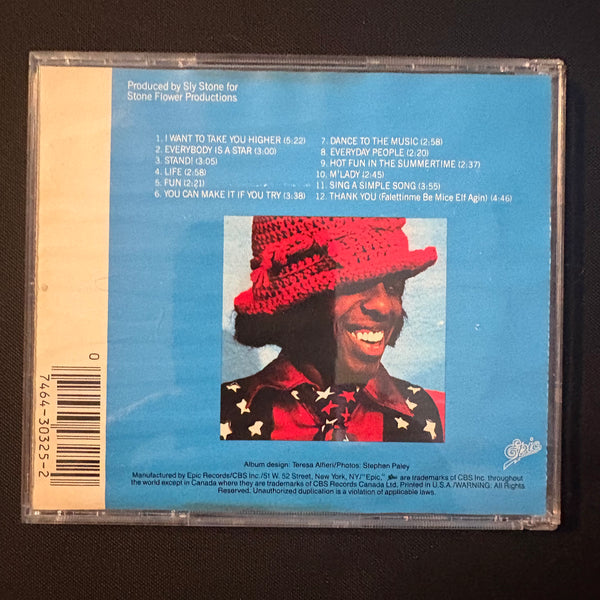 Produced by Sly Stone for
Stone Flower Productions
1. I WANT TO TAKE YOU HIGHER (5:22)
2. EVERYBODY IS A STAR (3:00)
3. STAND! (3:05)
4. LIFE (2:58)
5. FUN (2:21)
6. YOU CAN MAKE IT IF YOU TRY (3:38)
7. DANCE TO THE MUSIC (2:58)
8. EVERYDAY PEOPLE (2:20)
9. HOT FUN IN THE SUMMERTIME (2:37)
10. M'LADY (2:45)
11. SING A SIMPLE SONG (3:55)
12. THANK YOU (Falettinme Be Mice Elf Agin) (4:46)
0
7464-30325-2
Epic
Album design: Teresa Alfieri/Photos: Stephen Paley
Manufactured by Epic Records/CBS Inc./51 W. 52 Street, New York, NY/"Epic," are trademarks of CBS Inc. throughout
the world except in Canada where they are trademarks of CBS Records Canada Ltd. Printed in U.S.A./WARNING: All Rights
Reserved. Unauthorized duplication is a violation of applicable laws.